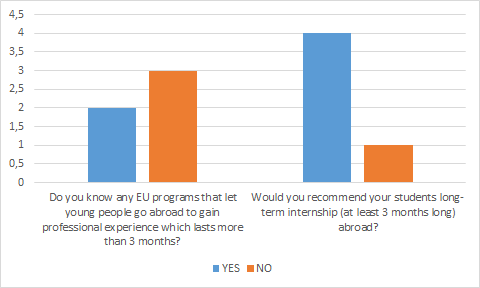 4,5
4
3,5
3
2,5
2
1,5
1
0,5
0
Do you know any EU programs that let
young people go abroad to gain
professional experience which lasts more
than 3 months?
Would you recommend your students long-
term internship (at least 3 months long)
abroad?
YES NO